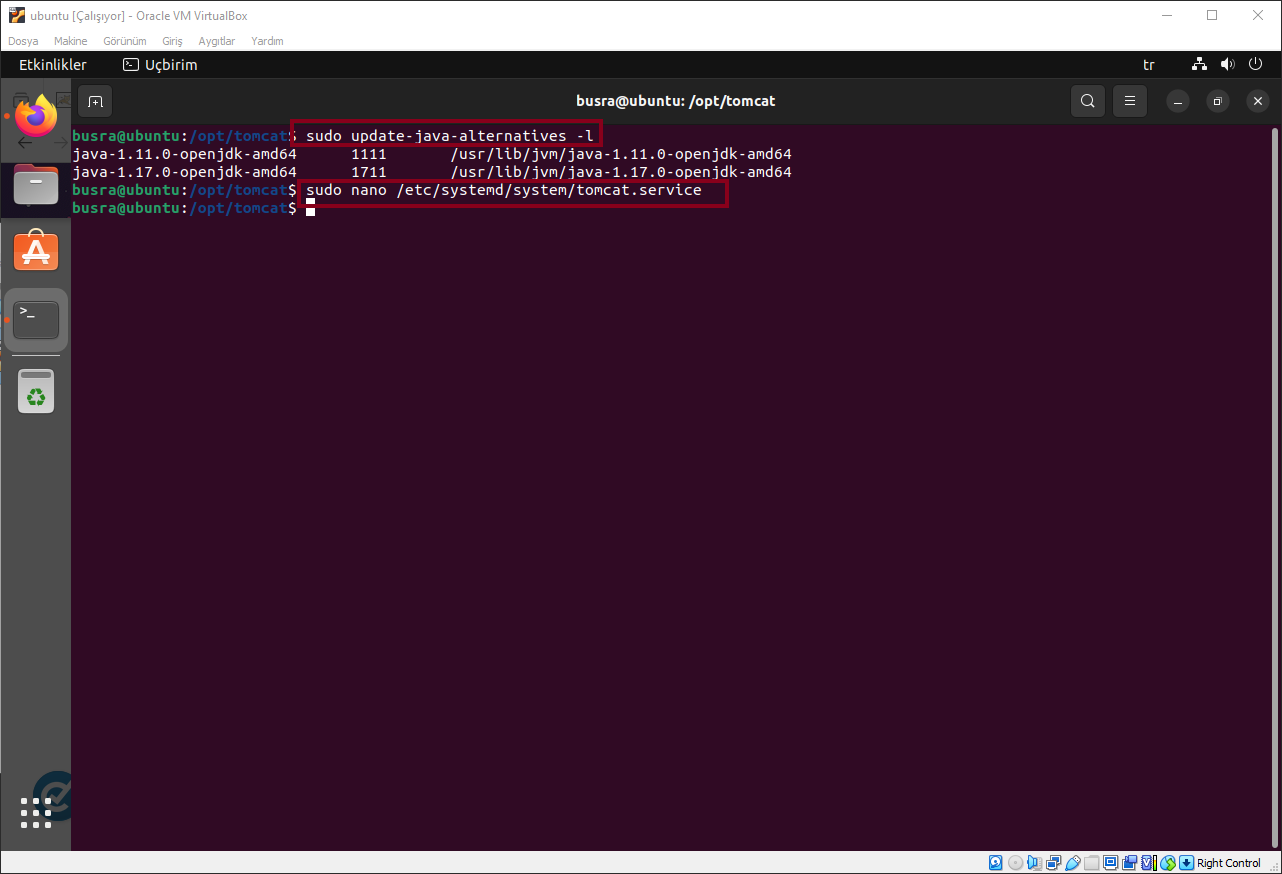 ubuntu [Çalışıyor] - Oracle VM VirtualBox
Dosya Makine Görünüm Giriş Aygıtlar Yardım
Etkinlikler Uçbirim tr
busra@ubuntu: /opt/tomcat
busra@ubuntu:/opt/tomcat$ sudo update-java-alternatives -l
java-1.11.0-openjdk-amd64 1111 /usr/lib/jvm/java-1.11.0-openjdk-amd64
java-1.17.0-openjdk-amd64 1711 /usr/lib/jvm/java-1.17.0-openjdk-amd64
busra@ubuntu:/opt/tomcat$ sudo nano /etc/systemd/system/tomcat.service
busra@ubuntu:/opt/tomcat$
Right Control